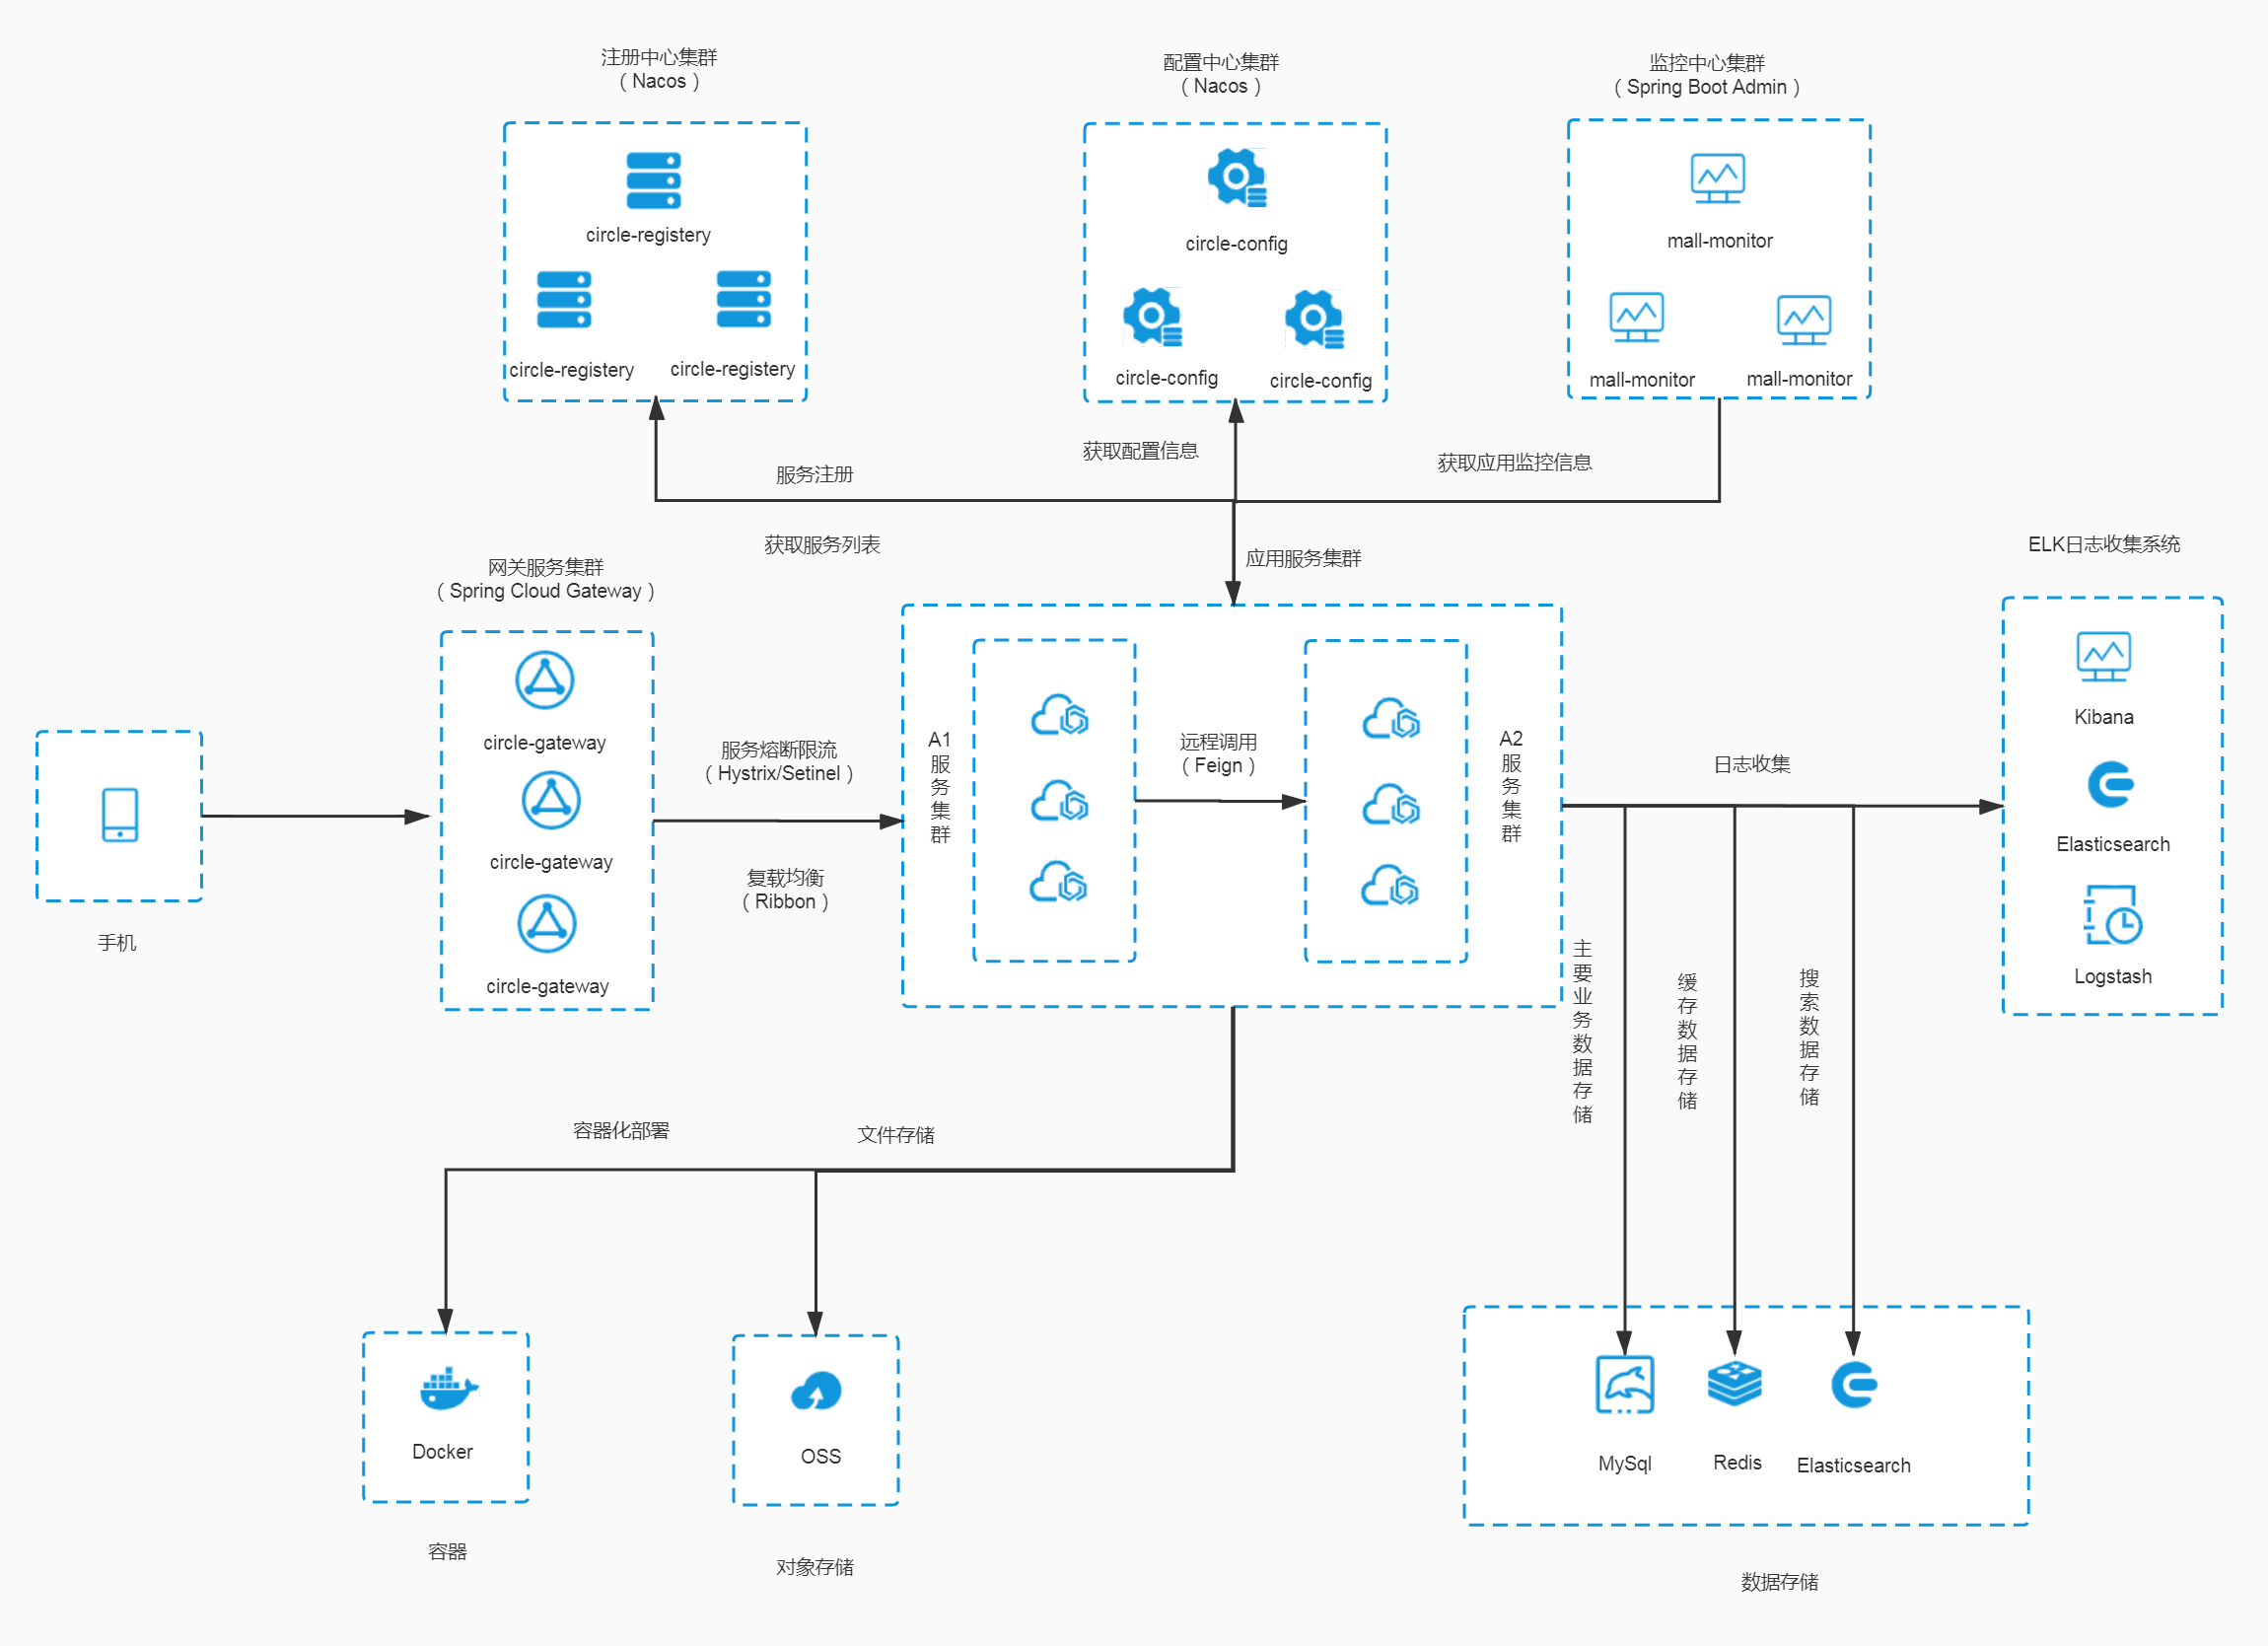 注册中心集群
（Nacos）
配置中心集群
（Nacos）
监控中心集群
（Spring Boot Admin）
circle-registery
circle-registery
circle-registery
circle-config
circle-config
circle-config
mall-monitor
mall-monitor
mall-monitor
获取配置信息
获取应用监控信息
服务注册
获取服务列表
应用服务集群
ELK日志收集系统
网关服务集群
（Spring Cloud Gateway）
circle-gateway
circle-gateway
circle-gateway
手机
服务熔断限流
（Hystrix/Setinel）
复载均衡
（Ribbon）
A1
服
务
集
群
远程调用
（Feign）
A2
服
务
集
群
日志收集
Kibana
Elasticsearch
Logstash
主
要
业
务
数
据
存
储
缓
存
数
据
存
储
搜
索
数
据
存
储
容器化部署
文件存储
Docker
OSS
MySql
Redis
Elasticsearch
容器
对象存储
数据存储